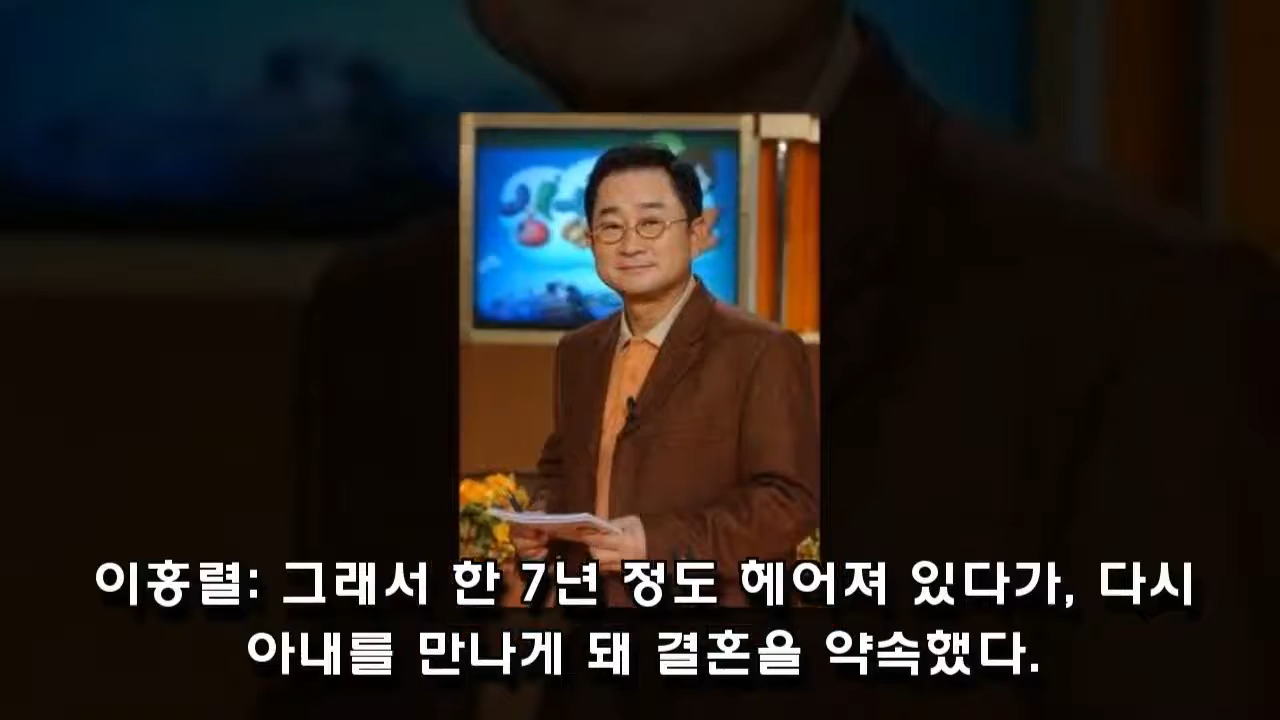 이홍렬: 그래서 한 7년 정도 헤어져 있다가, 다시
아내를 만나게 돼 결혼을 약속했다.